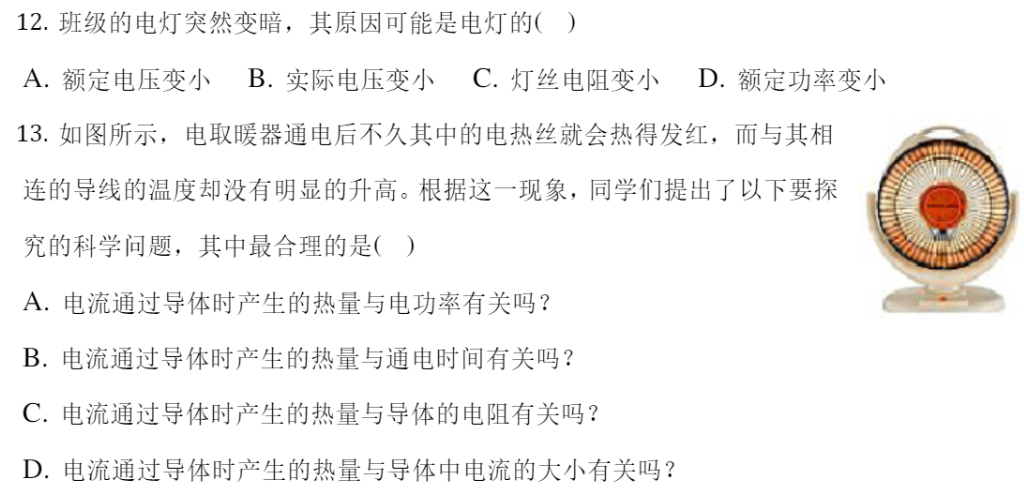 12. 班级的电灯突然变暗，其原因可能是电灯的( )
A. 额定电压变小 B. 实际电压变小 C. 灯丝电阻变小 D. 额定功率变小
13. 如图所示，电取暖器通电后不久其中的电热丝就会热得发红，而与其相
连的导线的温度却没有明显的升高。根据这一现象，同学们提出了以下要探
究的科学问题，其中最合理的是( )
A. 电流通过导体时产生的热量与电功率有关吗？
B. 电流通过导体时产生的热量与通电时间有关吗？
C. 电流通过导体时产生的热量与导体的电阻有关吗？
D. 电流通过导体时产生的热量与导体中电流的大小有关吗？